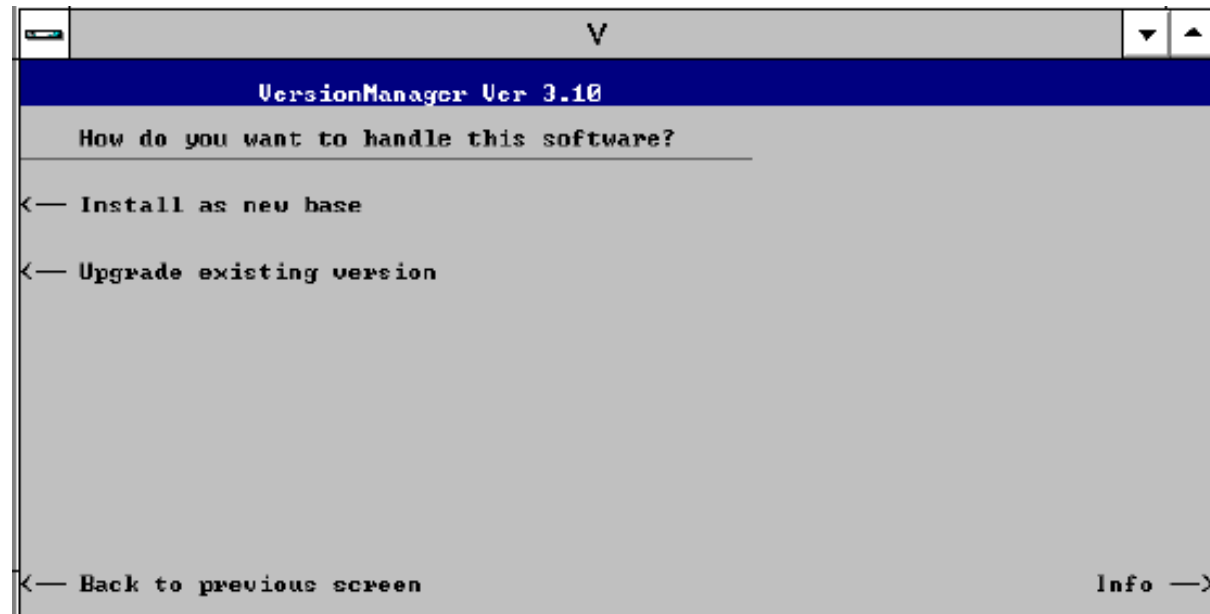 V
VersionManager Ver 3.10
How do you want to handle this software?
<— Install as new base
<— Upgrade existing version
<— Back to previous screen Info —>